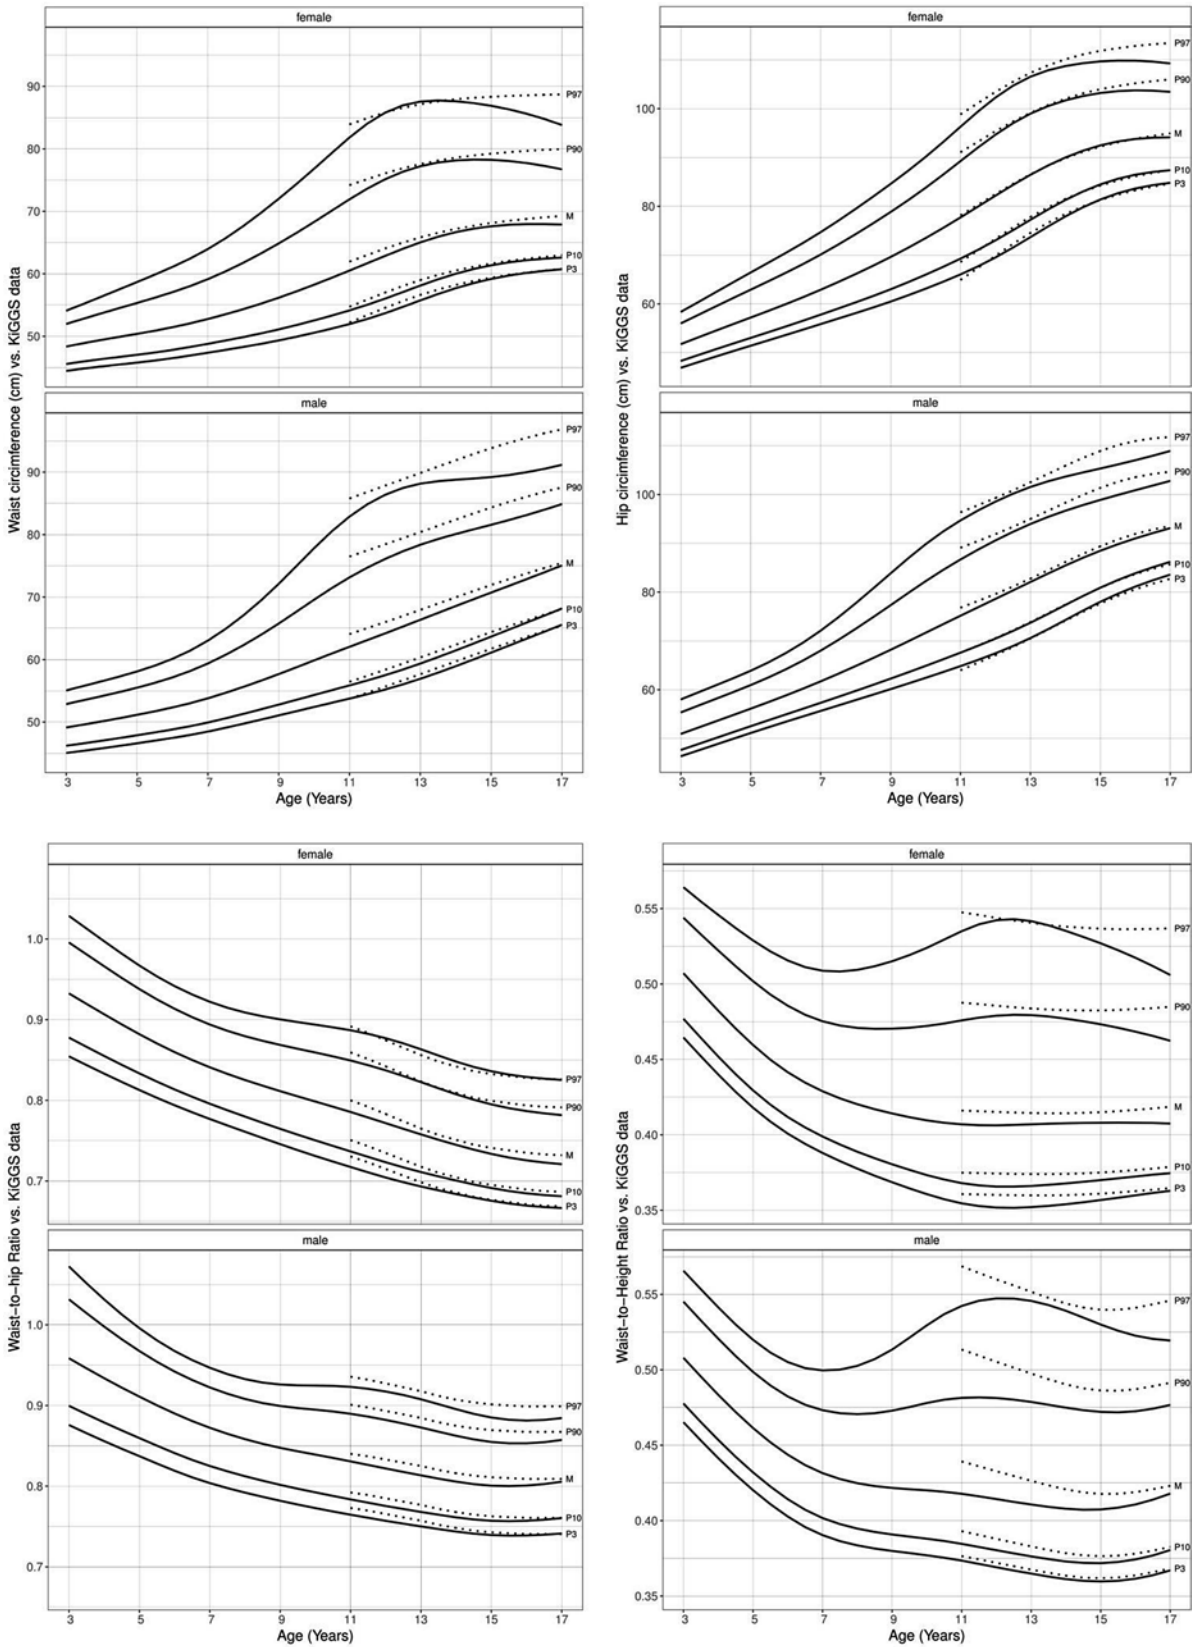 female
90
80
70
60
50
P97
P90
M
P10
P3
male
90
80
70
60
50
P97
P90
M
P10
P3
3 5 7 9 11 13 15 17
Age (Years)
Waist circimference (cm) vs. KiGGS data
female
100
80
60
P97
P90
M
P10
P3
male
100
80
60
P97
P90
M
P10
P3
3 5 7 9 11 13 15 17
Age (Years)
Hip circimference (cm) vs. KiGGS data
female
1.0
0.9
0.8
0.7
P97
P90
M
P10
P3
male
1.0
0.9
0.8
0.7
P97
P90
M
P10
P3
3 5 7 9 11 13 15 17
Age (Years)
Waist-to-hip Ratio vs. KiGGS data
female
0.55
0.50
0.45
0.40
0.35
P97
P90
M
P10
P3
male
0.55
0.50
0.45
0.40
0.35
P97
P90
M
P10
P3
3 5 7 9 11 13 15 17
Age (Years)
Waist-to-Height Ratio vs. KiGGS data